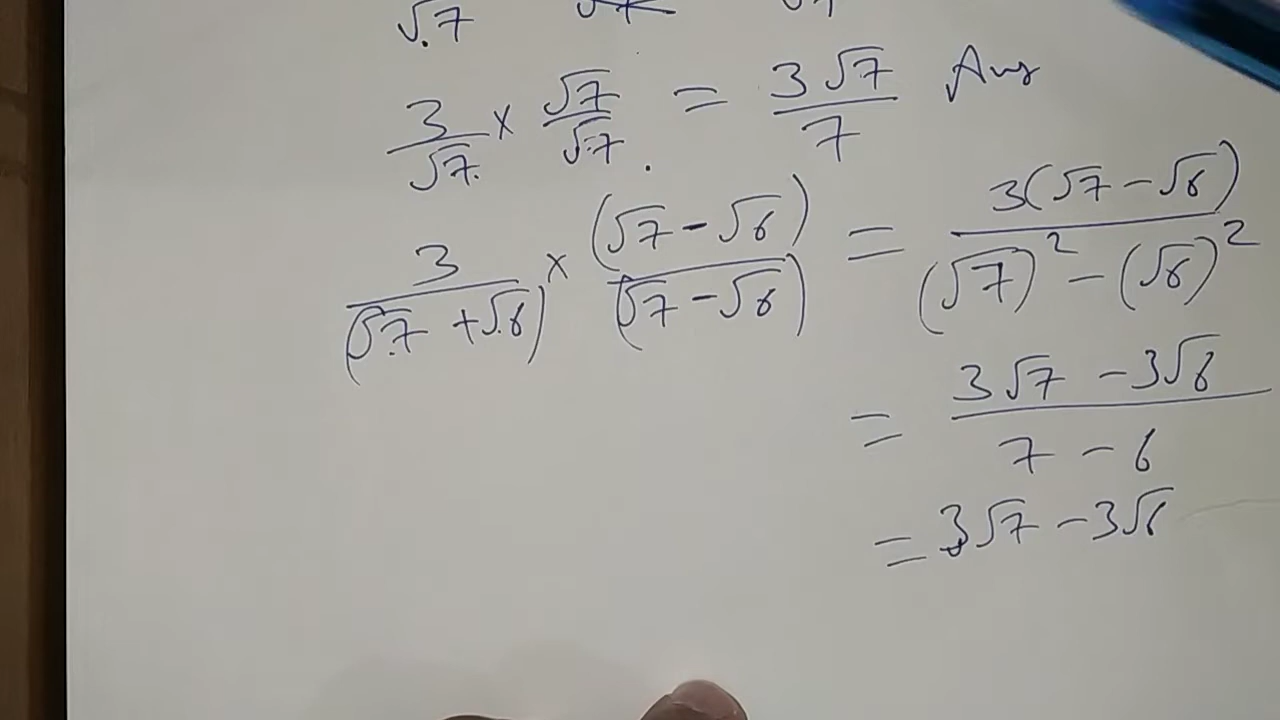 √7
3/√7 × √7/√7 = 3√7/7 Ans
3/(√7 + √6) × (√7 - √6)/(√7 - √6) = 3(√7 - √6)/(√7)² - (√6)²
= 3√7 - 3√6/7 - 6
= 3√7 - 3√6